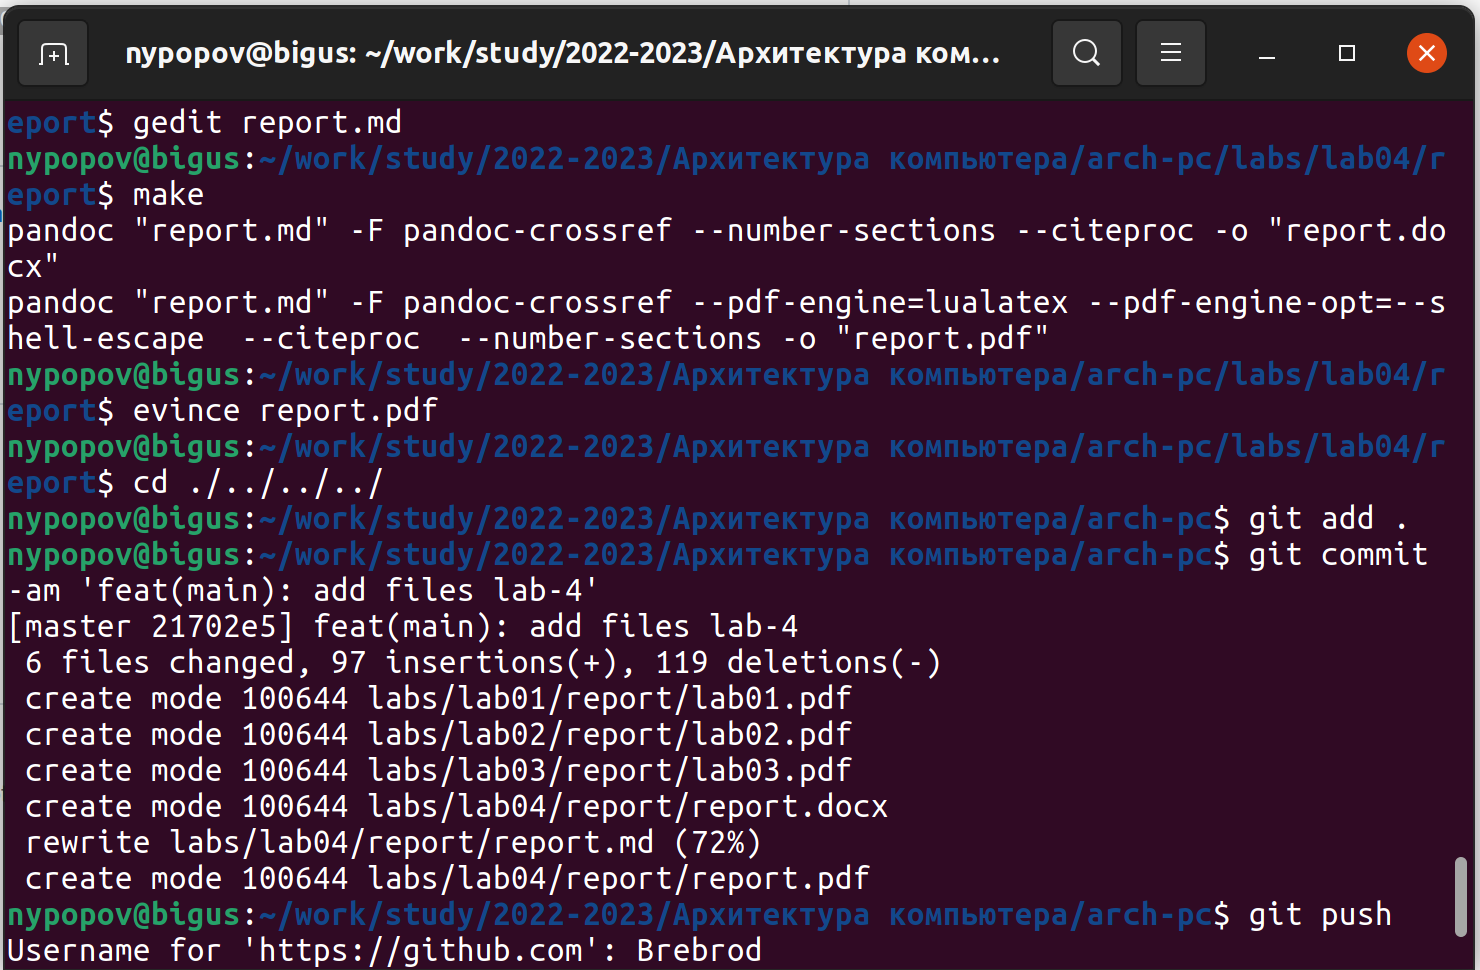 nypopov@bigus: ~/work/study/2022-2023/Архитектура ком...
eport$ gedit report.md
nypopov@bigus:~/work/study/2022-2023/Архитектура компьютера/arch-pc/labs/lab04/r
eport$ make
pandoc "report.md" -F pandoc-crossref --number-sections --citeproc -o "report.do
cx"
pandoc "report.md" -F pandoc-crossref --pdf-engine=lualatex --pdf-engine-opt=--s
hell-escape  --citeproc  --number-sections -o "report.pdf"
nypopov@bigus:~/work/study/2022-2023/Архитектура компьютера/arch-pc/labs/lab04/r
eport$ evince report.pdf
nypopov@bigus:~/work/study/2022-2023/Архитектура компьютера/arch-pc/labs/lab04/r
eport$ cd ./../../../
nypopov@bigus:~/work/study/2022-2023/Архитектура компьютера/arch-pc$ git add .
nypopov@bigus:~/work/study/2022-2023/Архитектура компьютера/arch-pc$ git commit
-am 'feat(main): add files lab-4'
[master 21702e5] feat(main): add files lab-4
 6 files changed, 97 insertions(+), 119 deletions(-)
 create mode 100644 labs/lab01/report/lab01.pdf
 create mode 100644 labs/lab02/report/lab02.pdf
 create mode 100644 labs/lab03/report/lab03.pdf
 create mode 100644 labs/lab04/report/report.docx
 rewrite labs/lab04/report/report.md (72%)
 create mode 100644 labs/lab04/report/report.pdf
nypopov@bigus:~/work/study/2022-2023/Архитектура компьютера/arch-pc$ git push
Username for 'https://github.com': Brebrod